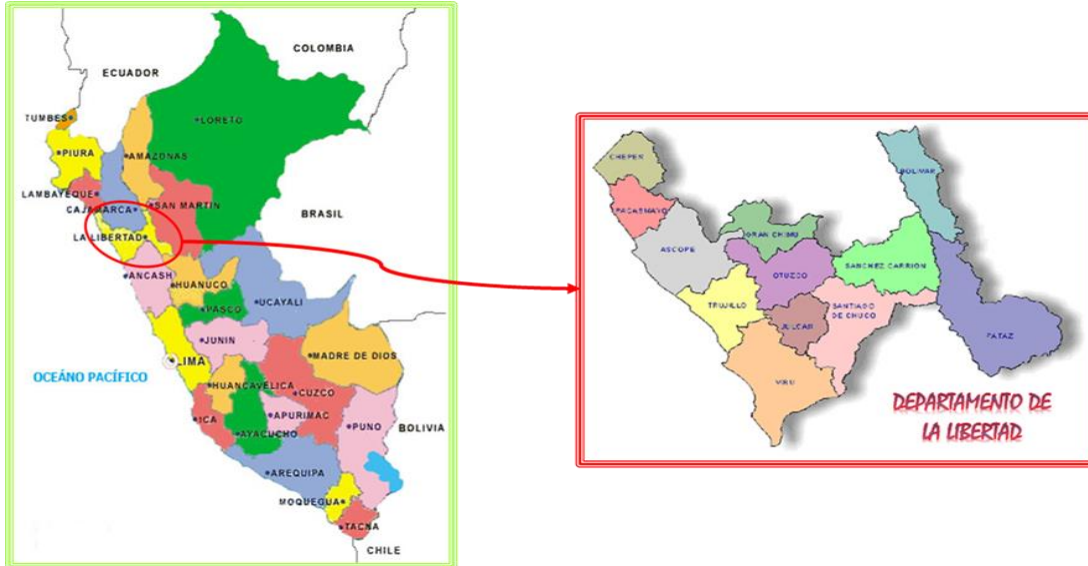 COLOMBIA
ECUADOR
TUMBES
LORETO
PIURA
AMAZONAS
LAMBAYEQUE
SAN MARTIN
CAJAMARCA
BRASIL
LA LIBERTAD
ANCASH
HUANUCO
UCAYALI
PASCO
JUNIN
MADRE DE DIOS
LIMA
OCEÁNO PACÍFICO
HUANCAVELICA
CUZCO
ICA
APURIMAC
PUNO
BOLIVIA
AYACUCHO
AREQUIPA
MOQUEGUA
TACNA
CHILE
CHEPEN
BOLIVAR
PACASMAYO
GRAN CHIMU
ASCOPE
OTUZCO
SANCHEZ CARRION
TRUJILLO
SANTIAGO
DE CHUCO
JULCAN
PATAZ
VIRU
DEPARTAMENTO DE
LA LIBERTAD